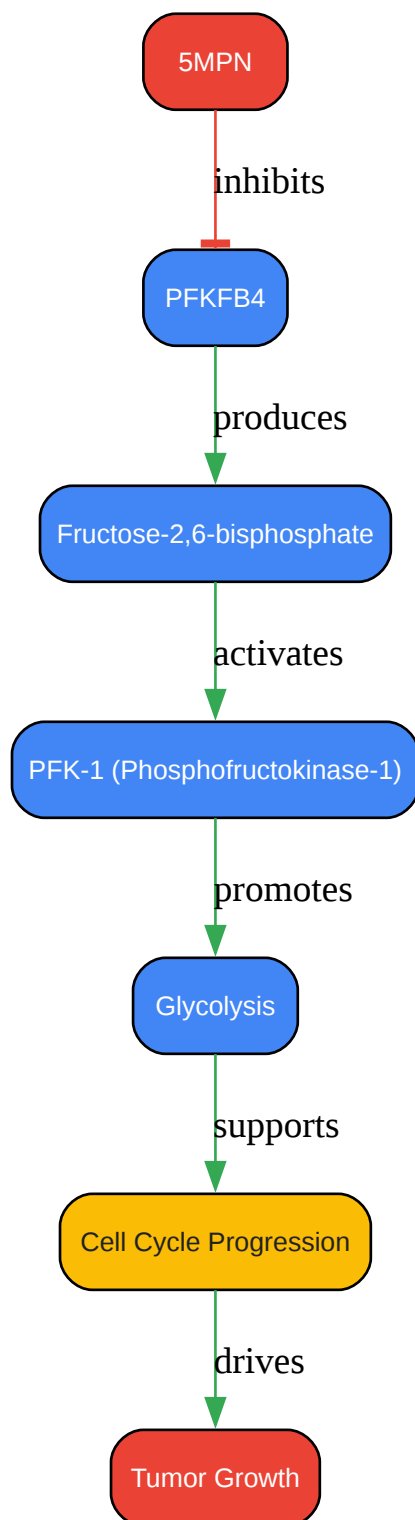 5MPN
inhibits
PFKFB4
produces
Fructose-2,6-bisphosphate
activates
PFK-1 (Phosphofructokinase-1)
promotes
Glycolysis
supports
Cell Cycle Progression
drives
Tumor Growth